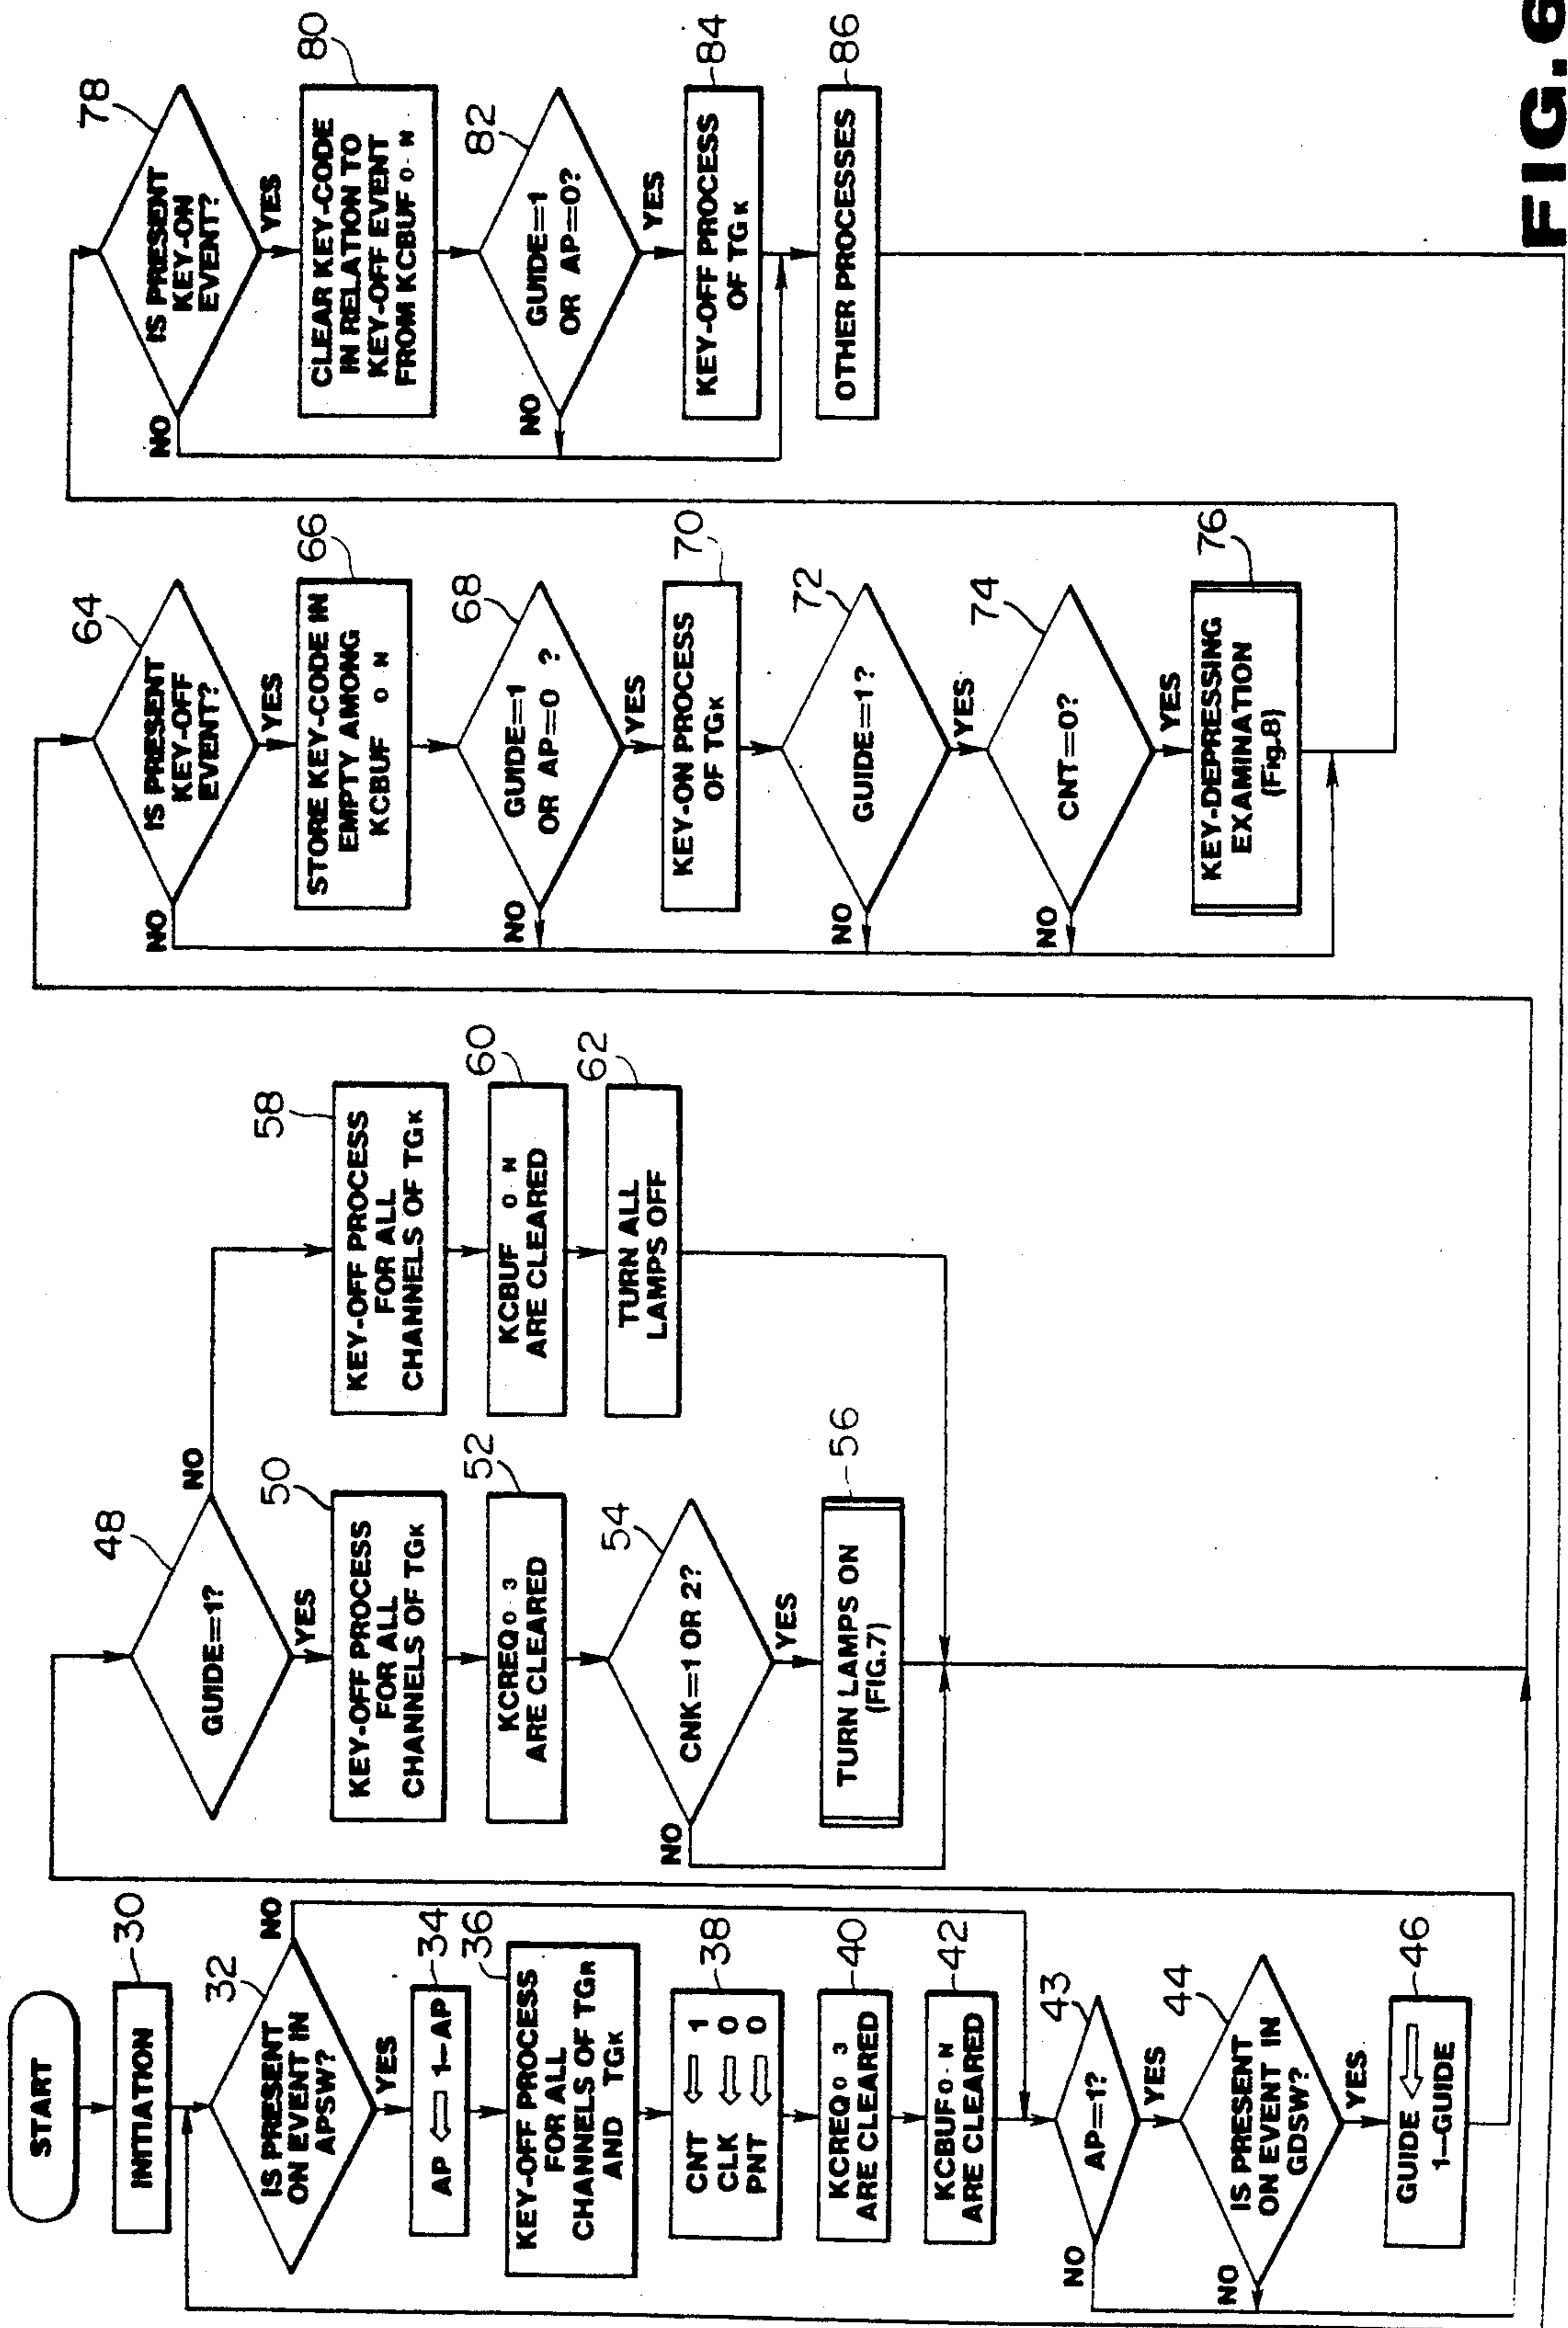 START
INITIATION
30
IS PRESENT
ON EVENT IN
APSW?
32
NO
YES
AP ⇐ 1-AP
34
KEY-OFF PROCESS
FOR ALL
CHANNELS OF TGR
AND TGK
36
CNT ⇐ 1
CLK ⇐ 0
PNT ⇐ 0
38
KCREQ0 3
ARE CLEARED
40
KCBUF0 - N
ARE CLEARED
42
AP=1?
43
NO
YES
IS PRESENT
ON EVENT IN
GDSW?
44
NO
YES
GUIDE ⇐
1-GUIDE
46
GUIDE=1?
48
NO
YES
KEY-OFF PROCESS
FOR ALL
CHANNELS OF TGK
50
KCREQ0 3
ARE CLEARED
52
CNK=1 OR 2?
54
NO
YES
TURN LAMPS ON
(FIG.7)
56
KEY-OFF PROCESS
FOR ALL
CHANNELS OF TGK
58
KCBUF 0 N
ARE CLEARED
60
TURN ALL
LAMPS OFF
62
IS PRESENT
KEY-OFF
EVENT?
64
NO
YES
STORE KEY-CODE IN
EMPTY AMONG
KCBUF 0 N
66
GUIDE=1
OR AP=0 ?
68
NO
YES
KEY-ON PROCESS
OF TGK
70
GUIDE=1?
72
NO
YES
CNT=0?
74
NO
YES
KEY-DEPRESSING
EXAMINATION
(Fig.8)
76
IS PRESENT
KEY-ON
EVENT?
78
NO
YES
CLEAR KEY-CODE
IN RELATION TO
KEY-OFF EVENT
FROM KCBUF 0 - N
80
GUIDE=1
OR AP=0?
82
NO
YES
KEY-OFF PROCESS
OF TGK
84
OTHER PROCESSES
86
FIG.6